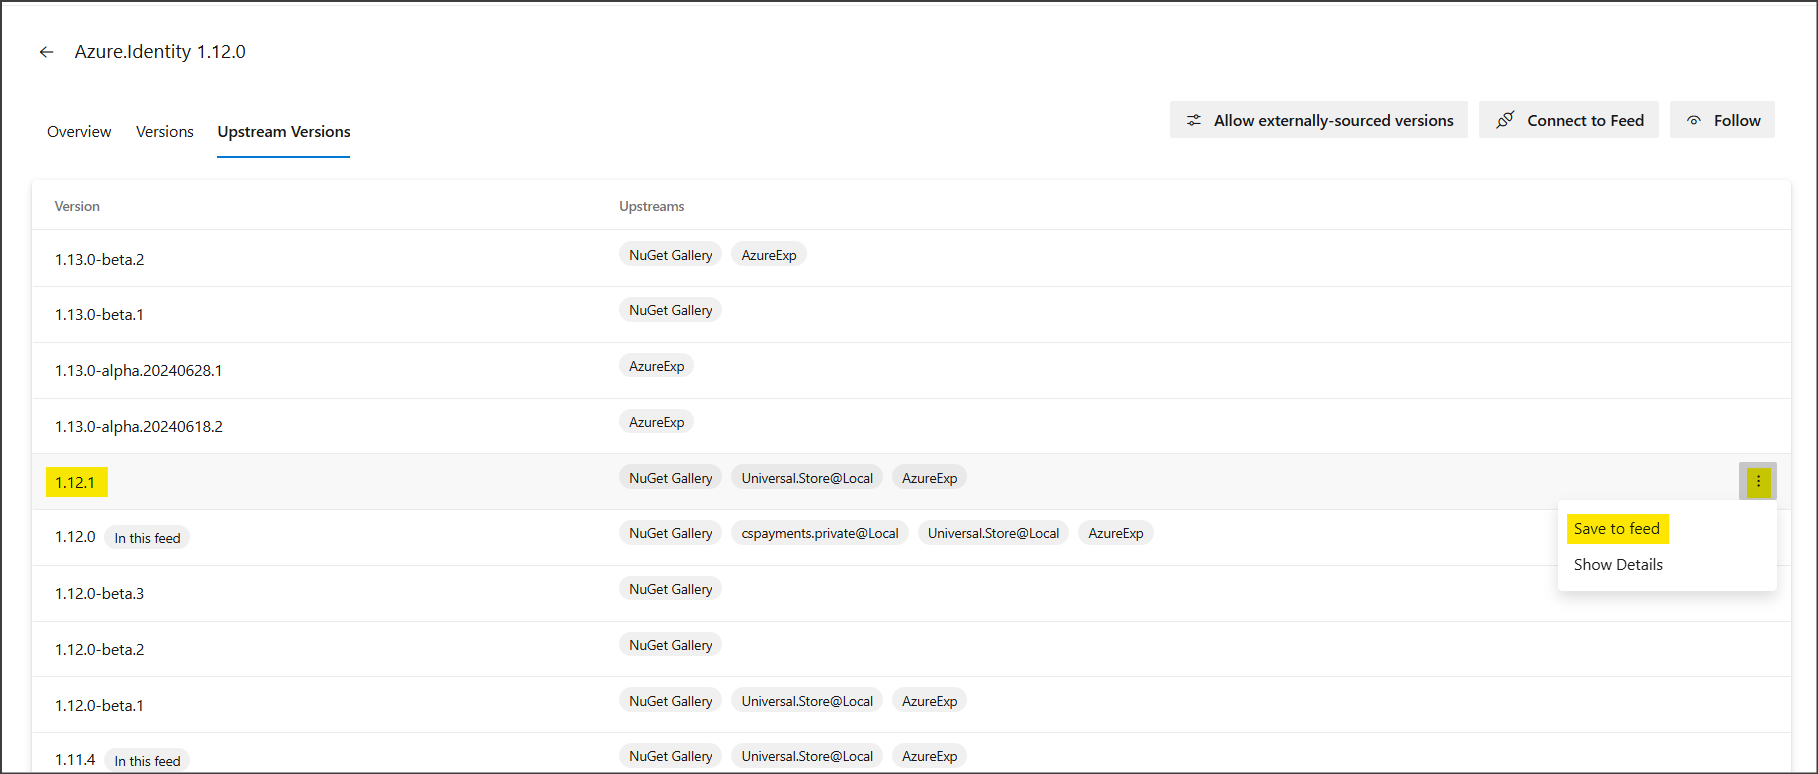 Azure.Identity 1.12.0
Overview Versions Upstream Versions Allow externally-sourced versions Connect to Feed Follow
Version Upstreams
1.13.0-beta.2 NuGet Gallery AzureExp
1.13.0-beta.1 NuGet Gallery
1.13.0-alpha.20240628.1 AzureExp
1.13.0-alpha.20240618.2 AzureExp
1.12.1 NuGet Gallery Universal.Store@Local AzureExp
Save to feed
Show Details
1.12.0 In this feed NuGet Gallery cspayments.private@Local Universal.Store@Local AzureExp
1.12.0-beta.3 NuGet Gallery
1.12.0-beta.2 NuGet Gallery
1.12.0-beta.1 NuGet Gallery Universal.Store@Local AzureExp
1.11.4 In this feed NuGet Gallery Universal.Store@Local AzureExp